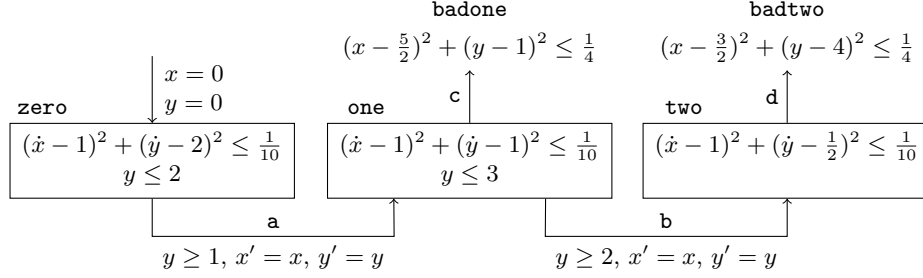 badone
badtwo
(x − 5/2)² + (y − 1)² ≤ 1/4
(x − 3/2)² + (y − 4)² ≤ 1/4
x = 0
y = 0
c
d
zero
one
two
(ẋ − 1)² + (ẏ − 2)² ≤ 1/10
y ≤ 2
(ẋ − 1)² + (ẏ − 1)² ≤ 1/10
y ≤ 3
(ẋ − 1)² + (ẏ − 1/2)² ≤ 1/10
a
b
y ≥ 1, x′ = x, y′ = y
y ≥ 2, x′ = x, y′ = y